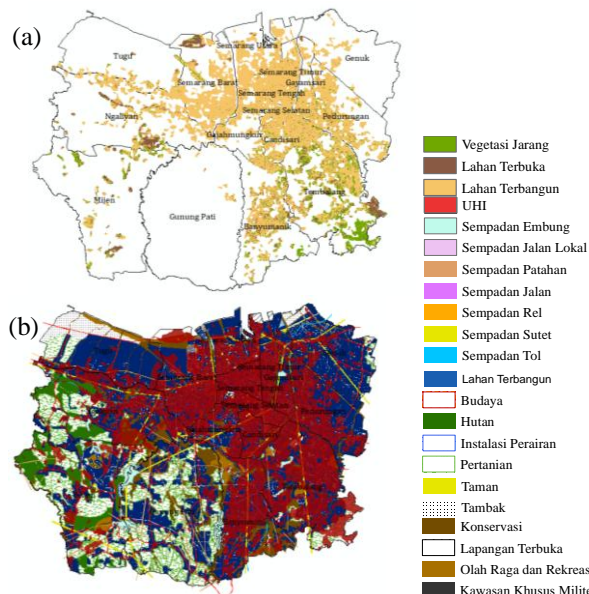 (a)
Tugu
Semarang Utara
Genuk
Semarang Barat
Semarang Timur
Gayamsari
Semarang Tengah
Ngaliyan
Semarang Selatan
Pedurungan
Gajahmungkur
Candisari
Mijen
Gunung Pati
Tembalang
Banyumanik
(b)
Vegetasi Jarang
Lahan Terbuka
Lahan Terbangun
UHI
Sempadan Embung
Sempadan Jalan Lokal
Sempadan Patahan
Sempadan Jalan
Sempadan Rel
Sempadan Sutet
Sempadan Tol
Lahan Terbangun
Budaya
Hutan
Instalasi Perairan
Pertanian
Taman
Tambak
Konservasi
Lapangan Terbuka
Olah Raga dan Rekreas
Kawasan Khusus Milite